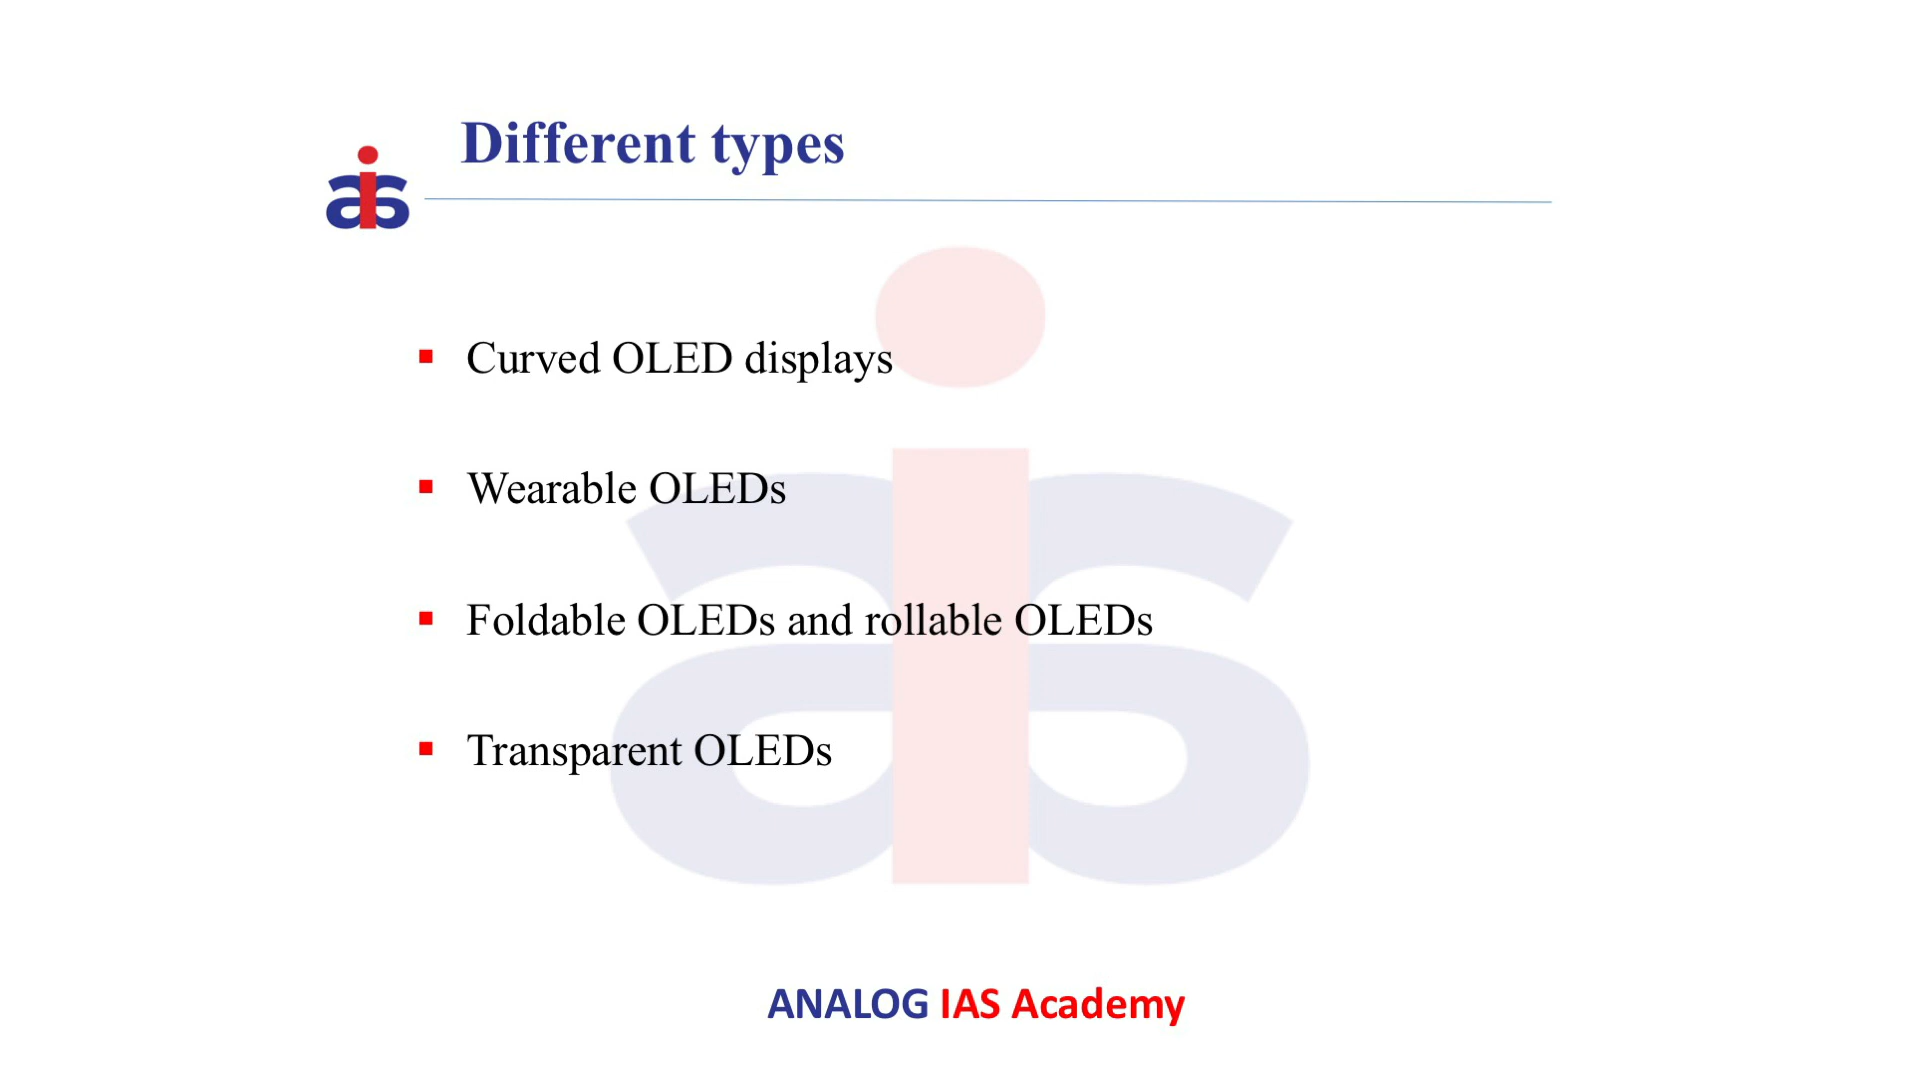 Different types
Curved OLED displays
Wearable OLEDs
Foldable OLEDs and rollable OLEDs
Transparent OLEDs
ANALOG IAS Academy